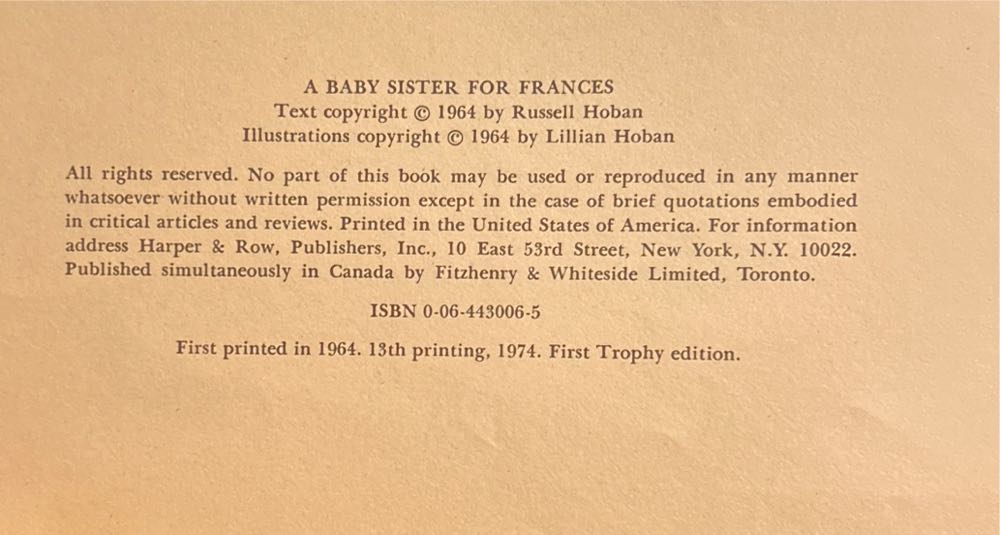 A BABY SISTER FOR FRANCES
Text copyright © 1964 by Russell Hoban
Illustrations copyright © 1964 by Lillian Hoban
All rights reserved. No part of this book may be used or reproduced in any manner
whatsoever without written permission except in the case of brief quotations embodied
in critical articles and reviews. Printed in the United States of America. For information
address Harper & Row, Publishers, Inc., 10 East 53rd Street, New York, N.Y. 10022.
Published simultaneously in Canada by Fitzhenry & Whiteside Limited, Toronto.
ISBN 0-06-443006-5
First printed in 1964. 13th printing, 1974. First Trophy edition.